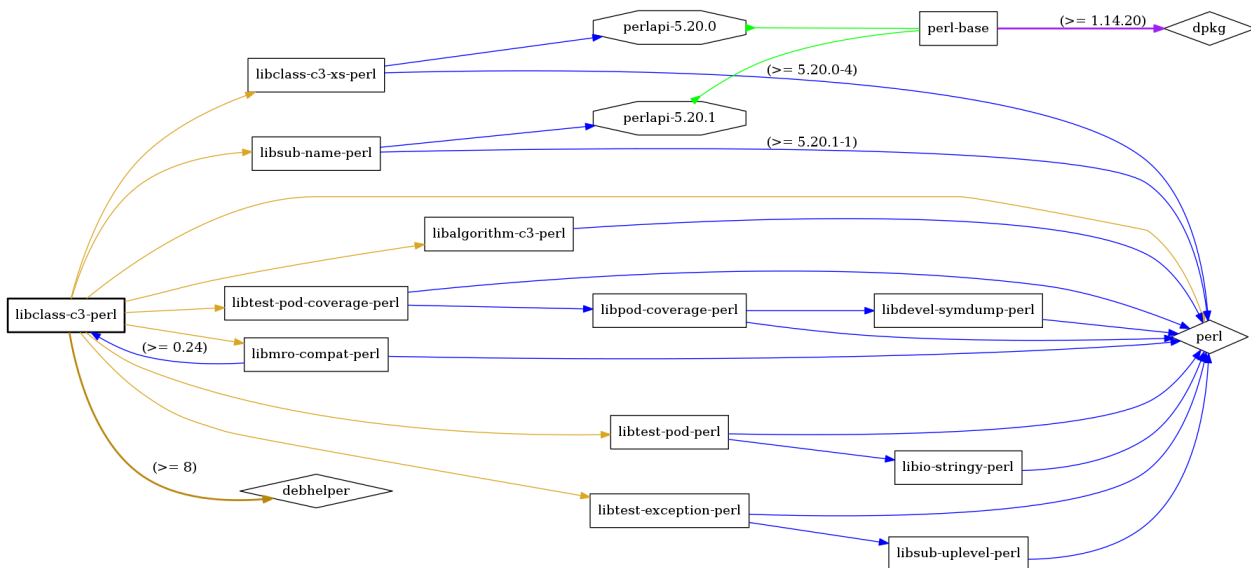 perlapi-5.20.0
perl-base
(>= 1.14.20)
dpkg
libclass-c3-xs-perl
(>= 5.20.0-4)
perlapi-5.20.1
libsub-name-perl
(>= 5.20.1-1)
libalgorithm-c3-perl
libtest-pod-coverage-perl
libpod-coverage-perl
libdevel-symdump-perl
libclass-c3-perl
perl
(>= 0.24)
libmro-compat-perl
libtest-pod-perl
(>= 8)
libio-stringy-perl
debhelper
libtest-exception-perl
libsub-uplevel-perl